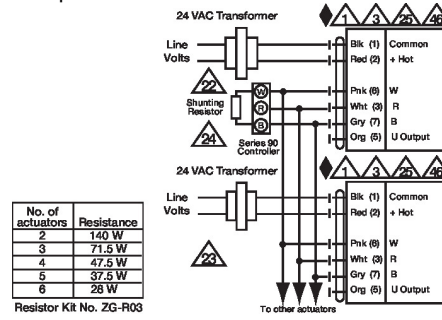 24 VAC Transformer
1 3 25 46
Line
Volts
Blk (1) Common
Red (2) + Hot
22
Pnk (6) W
Wht (3) R
Gry (7) B
Org (5) U Output
Shunting
Resistor
W
R
B
24
Series 90
Controller
24 VAC Transformer
1 3 25 46
Line
Volts
Blk (1) Common
Red (2) + Hot
23
Pnk (6) W
Wht (3) R
Gry (7) B
Org (5) U Output
To other actuators
No. of
actuators Resistance
2 140 W
3 71.5 W
4 47.5 W
5 37.5 W
6 28 W
Resistor Kit No. ZG-R03